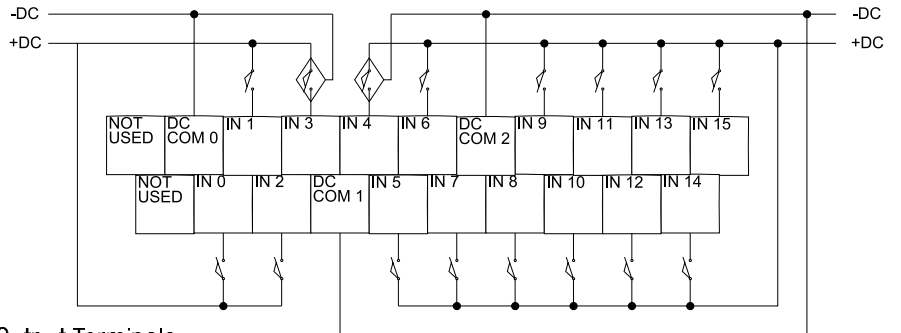 -DC -DC
+DC +DC
NOT USED DC COM 0 IN 1 IN 3 IN 4 IN 6 DC COM 2 IN 9 IN 11 IN 13 IN 15
NOT USED IN 0 IN 2 DC COM 1 IN 5 IN 7 IN 8 IN 10 IN 12 IN 14
Terminals